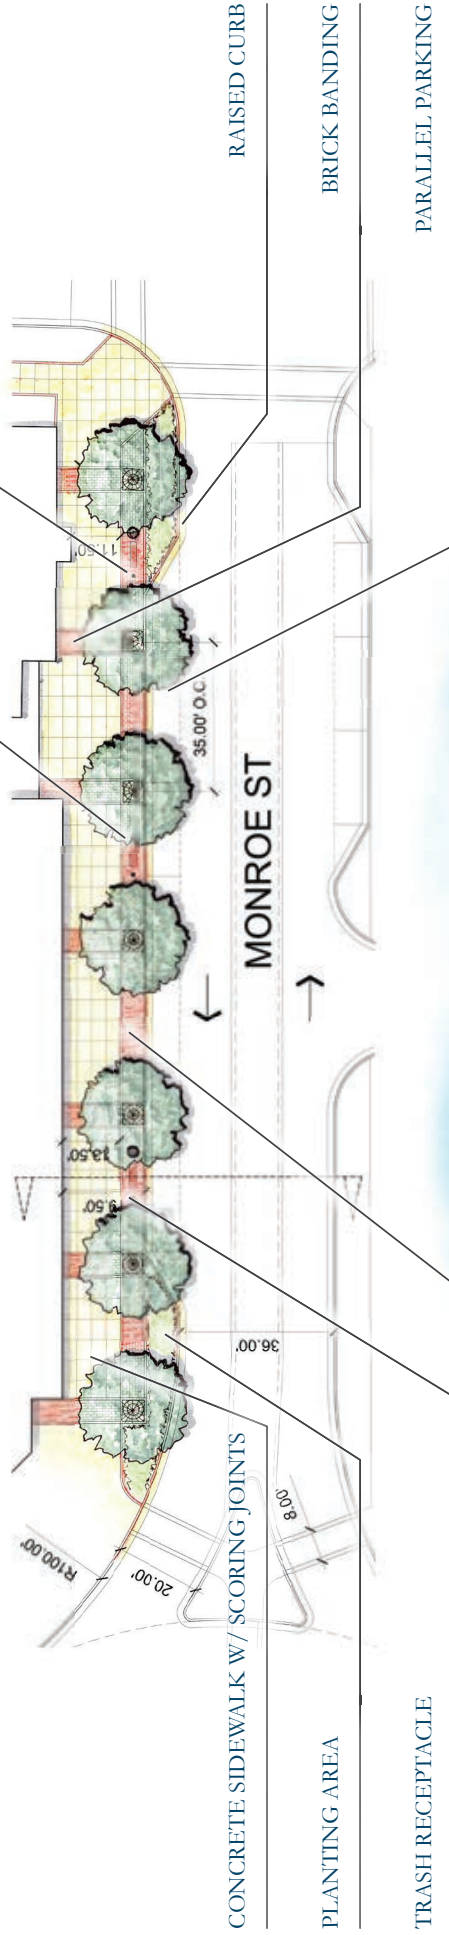 RAISED CURB
BRICK BANDING
PARALLEL PARKING
11.50'
35.00' O.C.
MONROE ST
13.50'
9.50'
36.00'
8.00'
20.00'
R100.00'
CONCRETE SIDEWALK W/ SCORING JOINTS
PLANTING AREA
TRASH RECEPTACLE